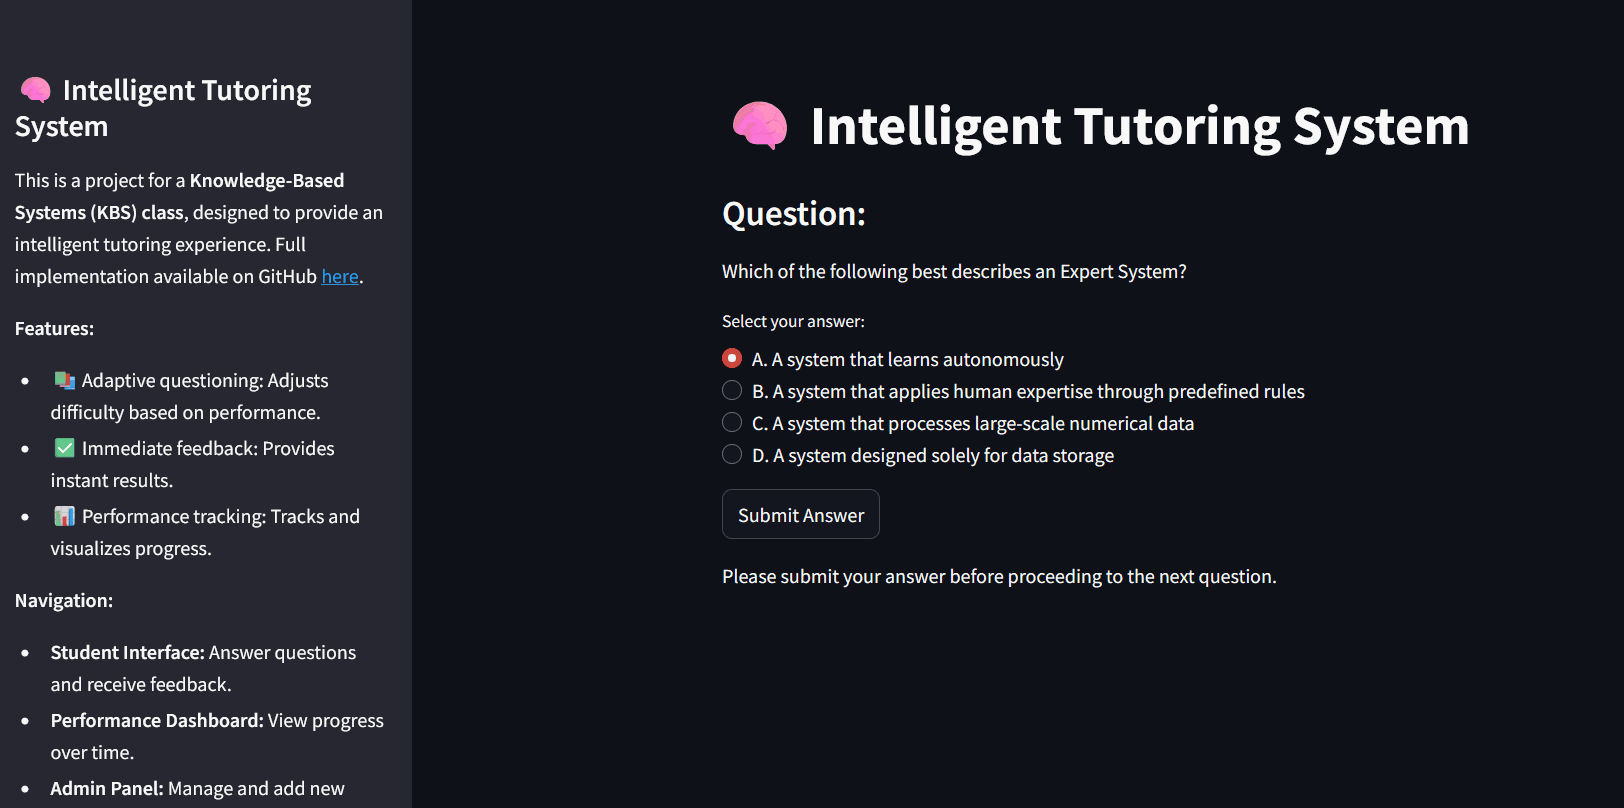 Intelligent Tutoring
System
This is a project for a Knowledge-Based
Systems (KBS) class, designed to provide an
intelligent tutoring experience. Full
implementation available on GitHub here.
Features:
Adaptive questioning: Adjusts
difficulty based on performance.
Immediate feedback: Provides
instant results.
Performance tracking: Tracks and
visualizes progress.
Navigation:
Student Interface: Answer questions
and receive feedback.
Performance Dashboard: View progress
over time.
Admin Panel: Manage and add new
Intelligent Tutoring System
Question:
Which of the following best describes an Expert System?
Select your answer:
A. A system that learns autonomously
B. A system that applies human expertise through predefined rules
C. A system that processes large-scale numerical data
D. A system designed solely for data storage
Submit Answer
Please submit your answer before proceeding to the next question.